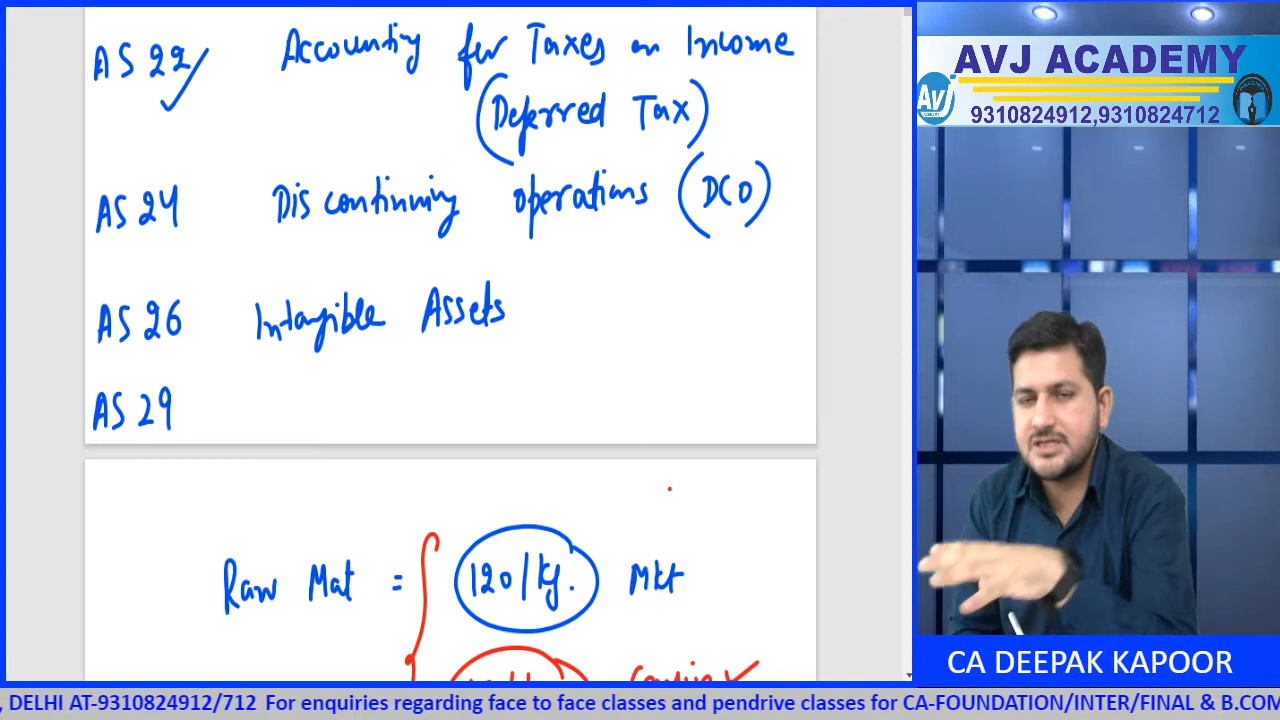 AS 22 Accounting for Taxes on Income
(Deferred Tax)
AS 24 Discontinuing operations (DCO)
AS 26 Intangible Assets
AS 29
Raw Mat = 120/kg. Mkt
AVJ ACADEMY
AVJ
ACADEMY
9310824912,9310824712
CA DEEPAK KAPOOR
, DELHI AT-9310824912/712 For enquiries regarding face to face classes and pendrive classes for CA-FOUNDATION/INTER/FINAL & B.COM